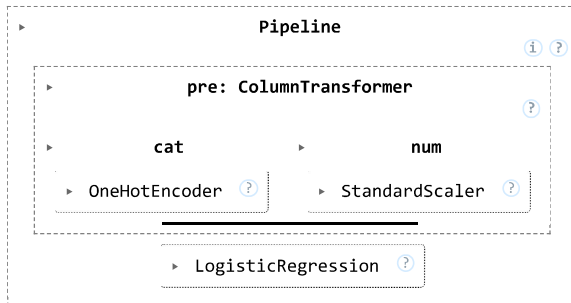 Pipeline
i ?
pre: ColumnTransformer
?
cat num
OneHotEncoder ? StandardScaler ?
LogisticRegression ?